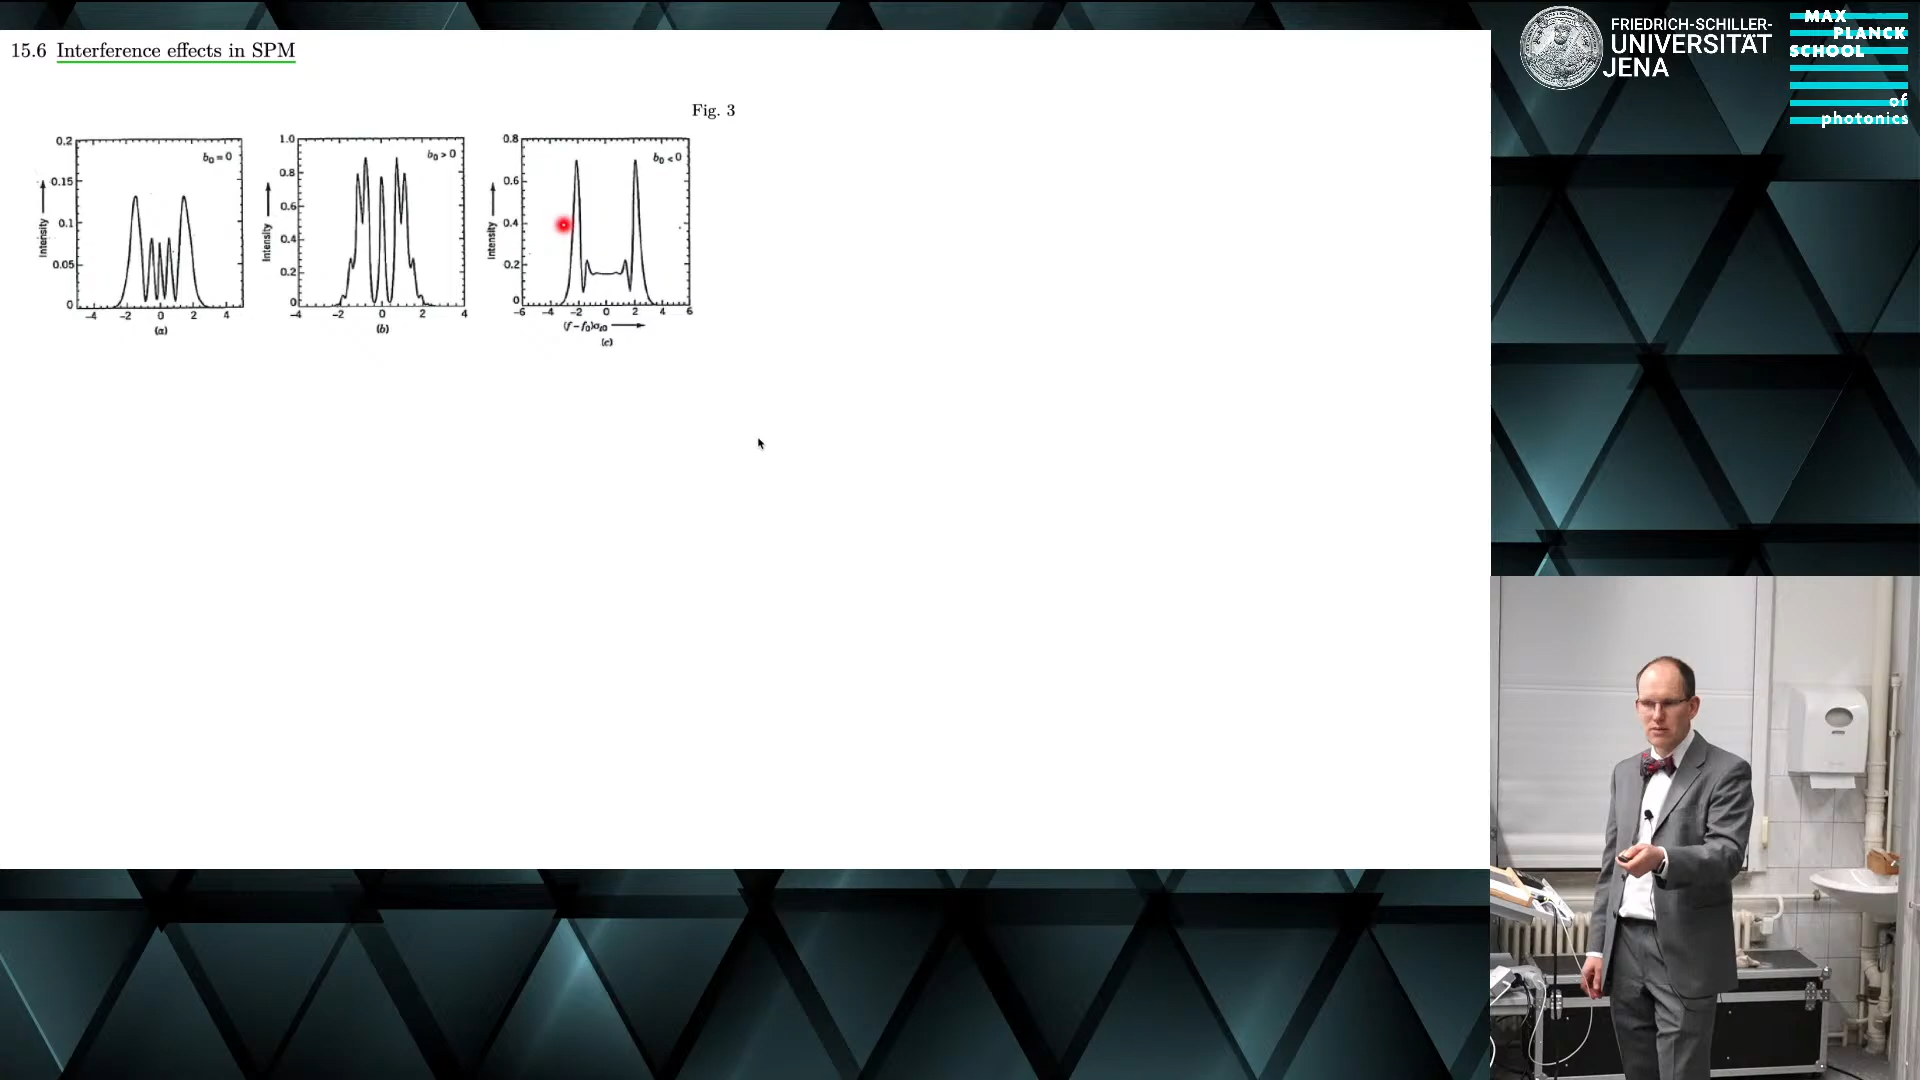 15.6 Interference effects in SPM
Fig. 3
0.2
0.15
0.1
0.05
0
Intensity
b0 = 0
-4 -2 0 2 4
(a)
1.0
0.8
0.6
0.4
0.2
0
Intensity
b0 > 0
-4 -2 0 2 4
(b)
0.8
0.6
0.4
0.2
0
Intensity
b0 < 0
-6 -4 -2 0 2 4 6
(f - f0)σt0
(c)
FRIEDRICH-SCHILLER-
UNIVERSITÄT
JENA
MAX
PLANCK
SCHOOL
of
photonics